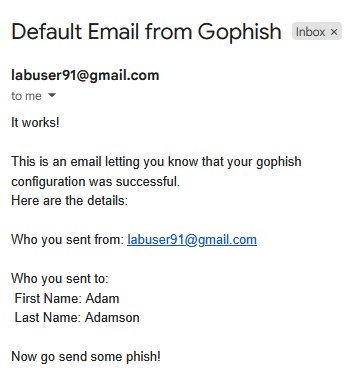 Default Email from Gophish Inbox ×
labuser91@gmail.com
to me
It works!
This is an email letting you know that your gophish
configuration was successful.
Here are the details:
Who you sent from: labuser91@gmail.com
Who you sent to:
First Name: Adam
Last Name: Adamson
Now go send some phish!